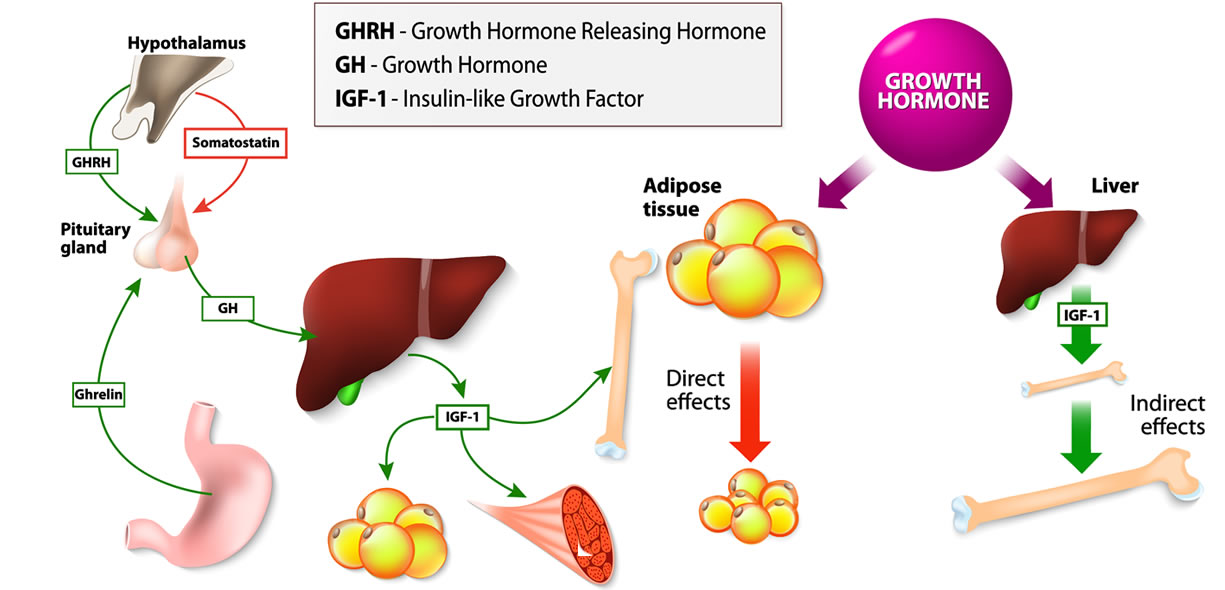 Hypothalamus
GHRH
Somatostatin
Pituitary
gland
GH
Ghrelin
IGF-1
GHRH - Growth Hormone Releasing Hormone
GH - Growth Hormone
IGF-1 - Insulin-like Growth Factor
GROWTH
HORMONE
Adipose
tissue
Direct
effects
Liver
IGF-1
Indirect
effects